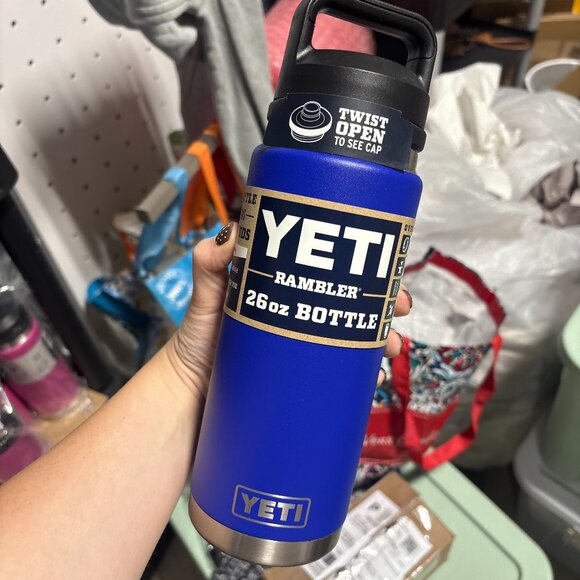 TWIST
OPEN
TO SEE CAP
YETI
RAMBLER
26oz BOTTLE
YETI